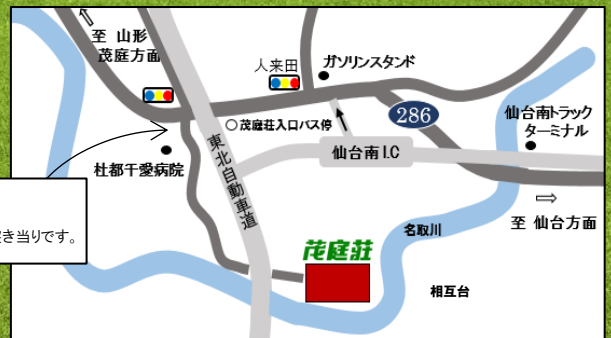 至 山形
茂庭方面
人来田
ガソリンスタンド
286
仙台南トラック
ターミナル
茂庭荘入口バス停
仙台南I.C
杜都千愛病院
東北自動車道
き当りです。
至 仙台方面
名取川
茂庭荘
相互台